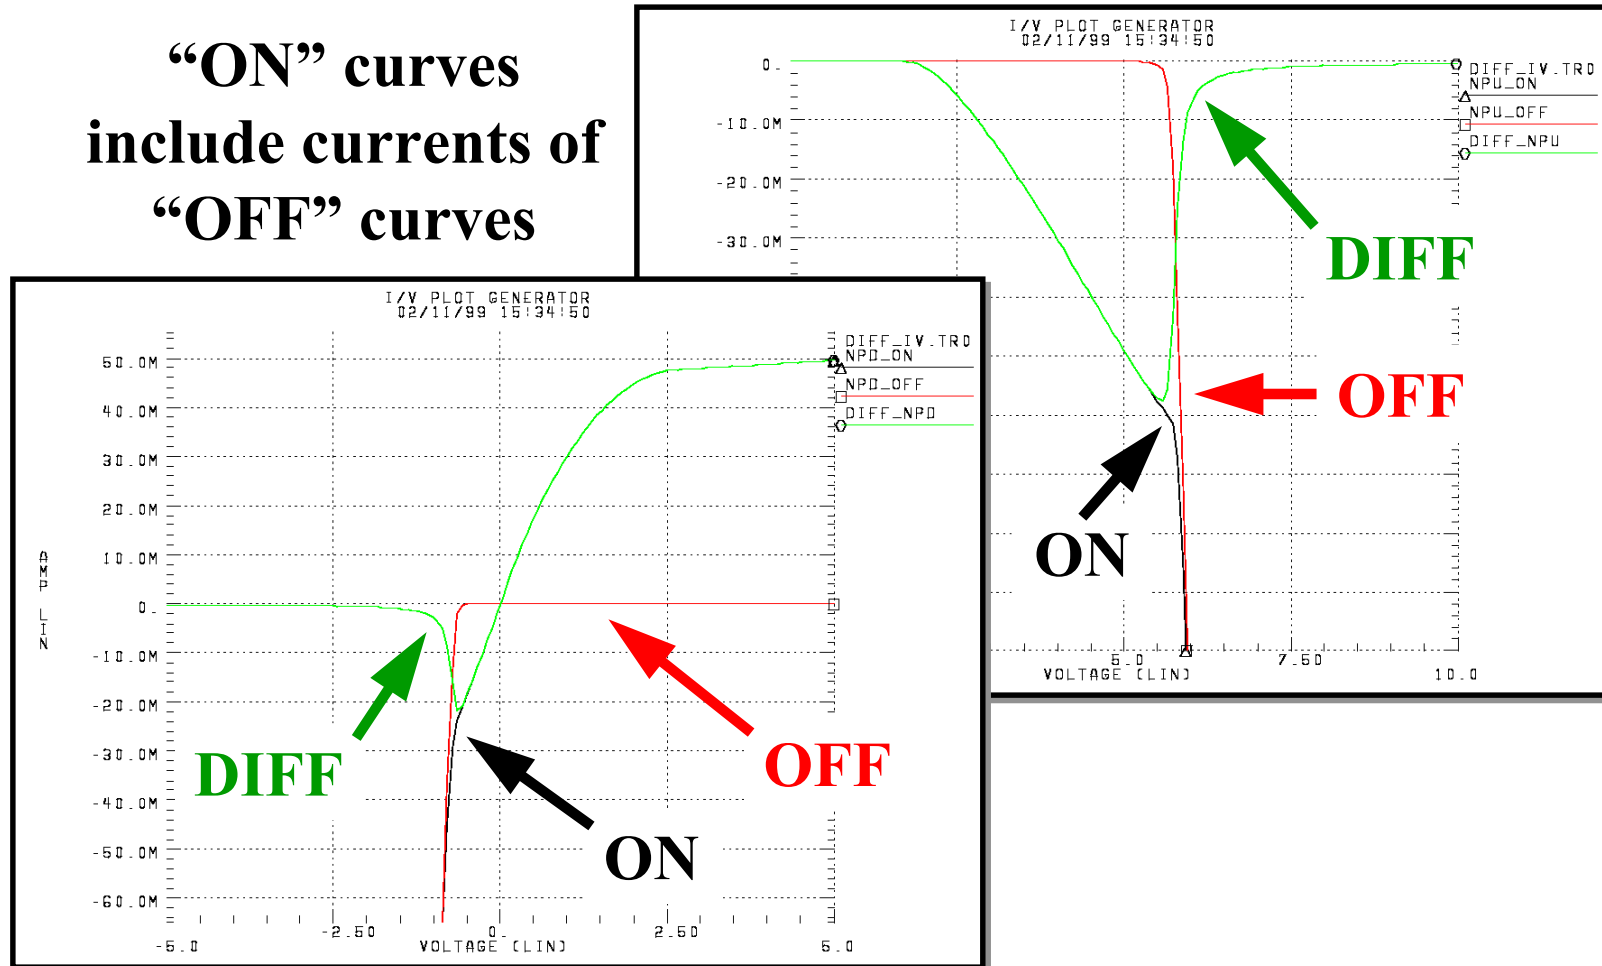 “ON” curves
include currents of
“OFF” curves
I/V PLOT GENERATOR
02/11/99 15:34:50
0.
-10.0M
-20.0M
-30.0M
DIFF_IV.TR0
NPU_ON
NPU_OFF
DIFF_NPU
DIFF
OFF
ON
5.0
7.50
10.0
VOLTAGE (LIN)
I/V PLOT GENERATOR
02/11/99 15:34:50
50.0M
40.0M
30.0M
20.0M
10.0M
0.
-10.0M
-20.0M
-30.0M
-40.0M
-50.0M
-60.0M
AMP LIN
DIFF_IV.TR0
NPD_ON
NPD_OFF
DIFF_NPD
DIFF
OFF
ON
-5.0
-2.50
0.
2.50
5.0
VOLTAGE (LIN)